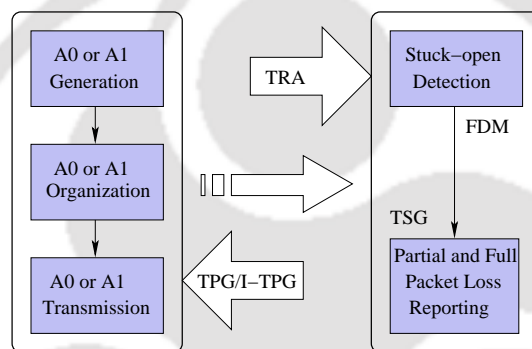 A0 or A1
Generation
A0 or A1
Organization
A0 or A1
Transmission
TRA
TPG/I−TPG
Stuck−open
Detection
FDM
TSG
Partial and Full
Packet Loss
Reporting